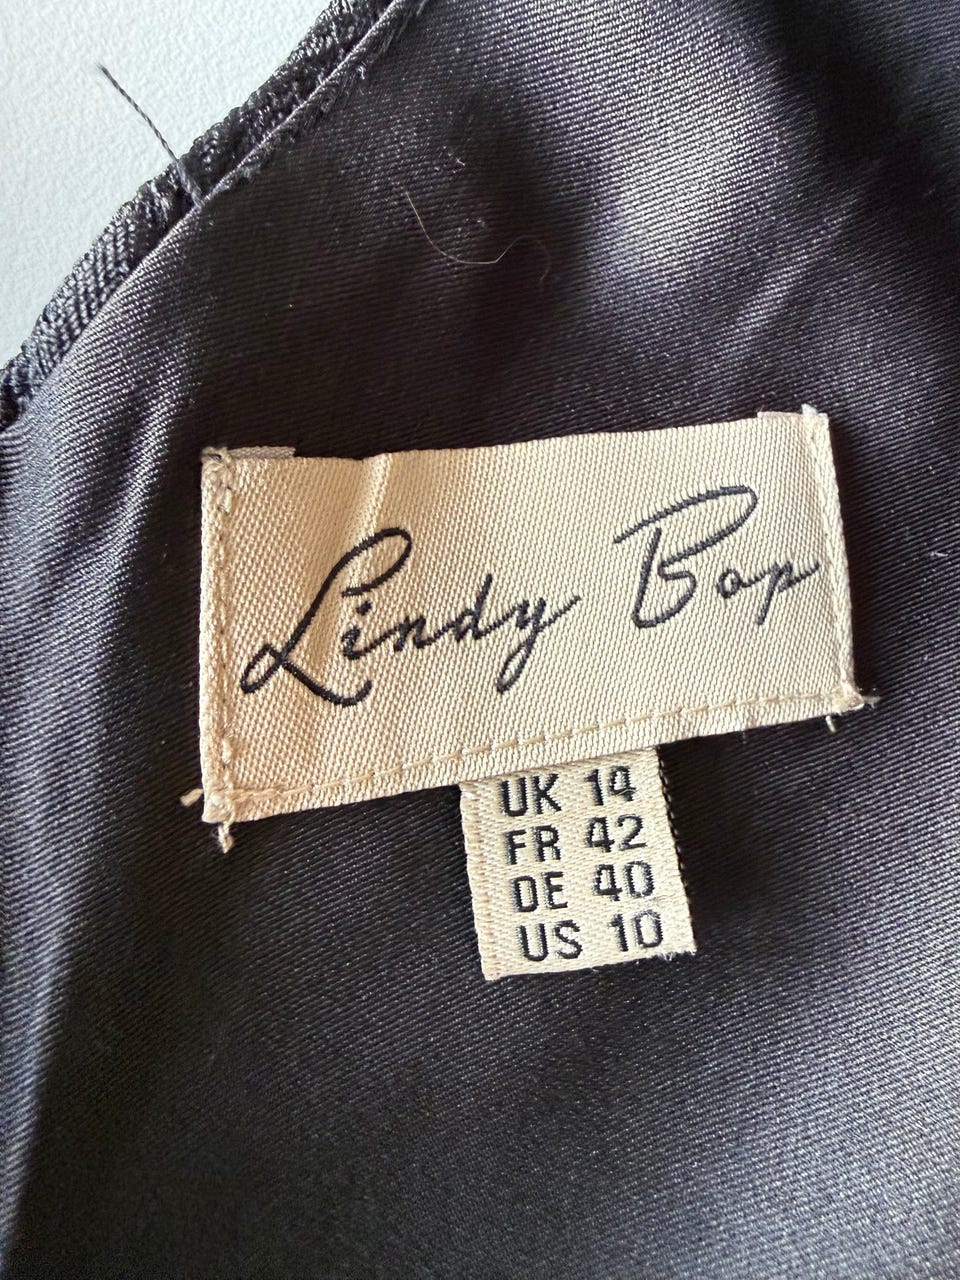 Lindy Bop
UK 14
FR 42
DE 40
US 10